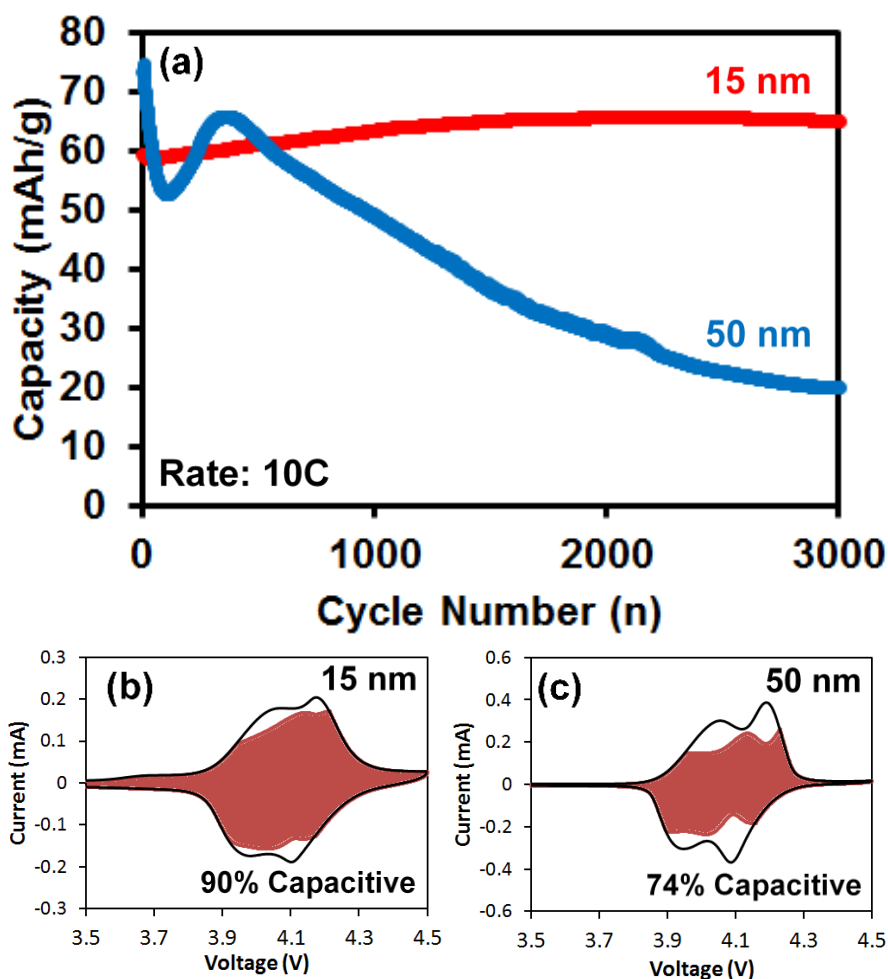 (a)
Capacity (mAh/g)
80
70
60
50
40
30
20
10
0
15 nm
50 nm
Rate: 10C
0 1000 2000 3000
Cycle Number (n)
(b)
15 nm
Current (mA)
0.3
0.2
0.1
0
-0.1
-0.2
-0.3
90% Capacitive
3.5 3.7 3.9 4.1 4.3 4.5
Voltage (V)
(c)
50 nm
Current (mA)
0.6
0.4
0.2
0
-0.2
-0.4
-0.6
74% Capacitive
3.5 3.7 3.9 4.1 4.3 4.5
Voltage (V)